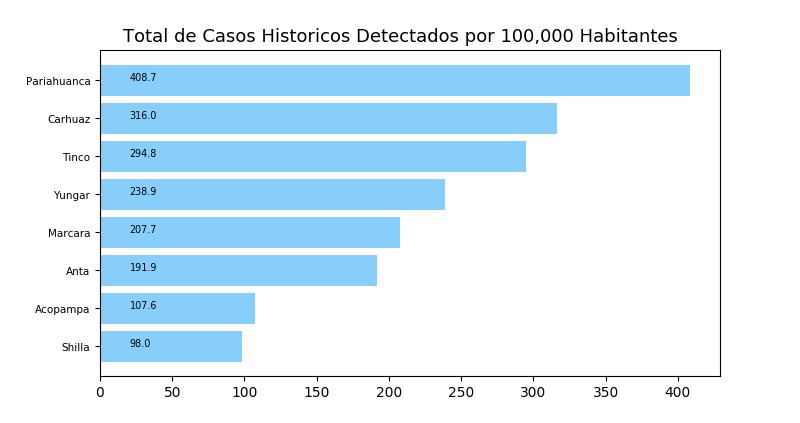 Total de Casos Historicos Detectados por 100,000 Habitantes
Pariahuanca 408.7
Carhuaz 316.0
Tinco 294.8
Yungar 238.9
Marcara 207.7
Anta 191.9
Acopampa 107.6
Shilla 98.0
0 50 100 150 200 250 300 350 400